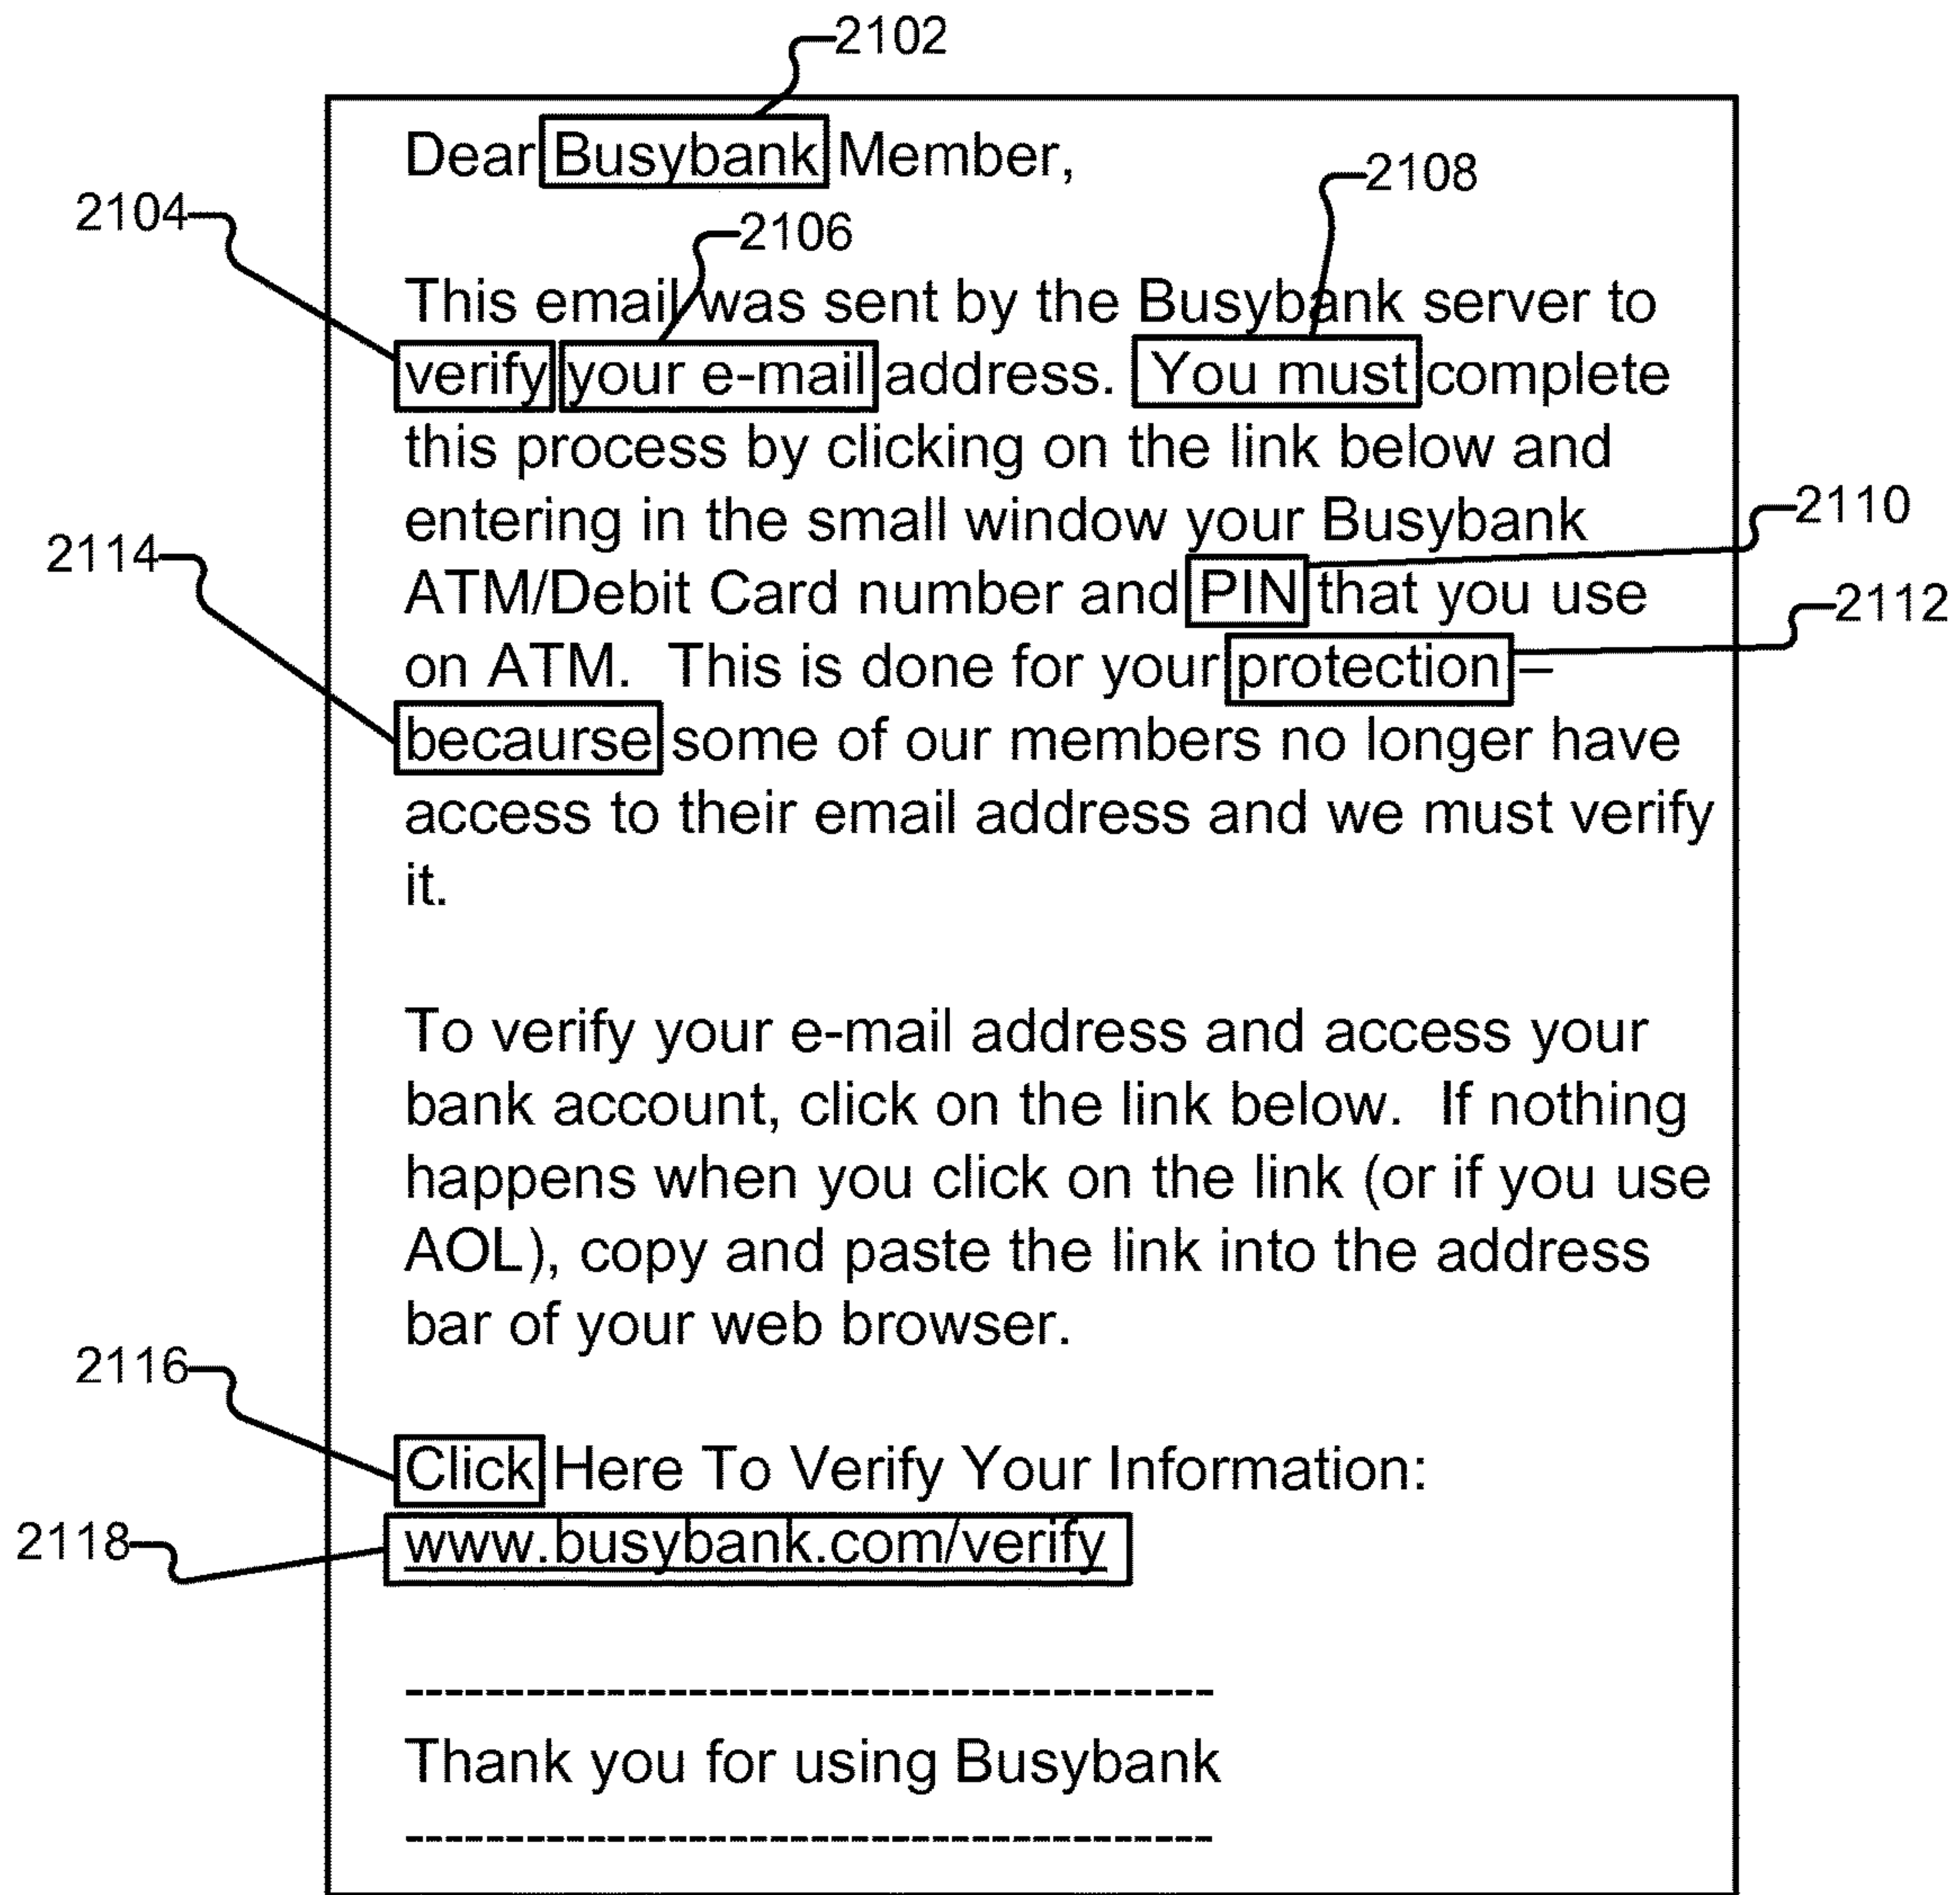 2102
Dear Busybank Member,
2108
2104
2106
This email was sent by the Busybank server to
verify your e-mail address. You must complete
this process by clicking on the link below and
entering in the small window your Busybank
2110
2114
ATM/Debit Card number and PIN that you use
2112
on ATM. This is done for your protection –
becaurse some of our members no longer have
access to their email address and we must verify
it.
To verify your e-mail address and access your
bank account, click on the link below. If nothing
happens when you click on the link (or if you use
AOL), copy and paste the link into the address
bar of your web browser.
2116
Click Here To Verify Your Information:
2118
www.busybank.com/verify
----------------------------------------
Thank you for using Busybank
----------------------------------------